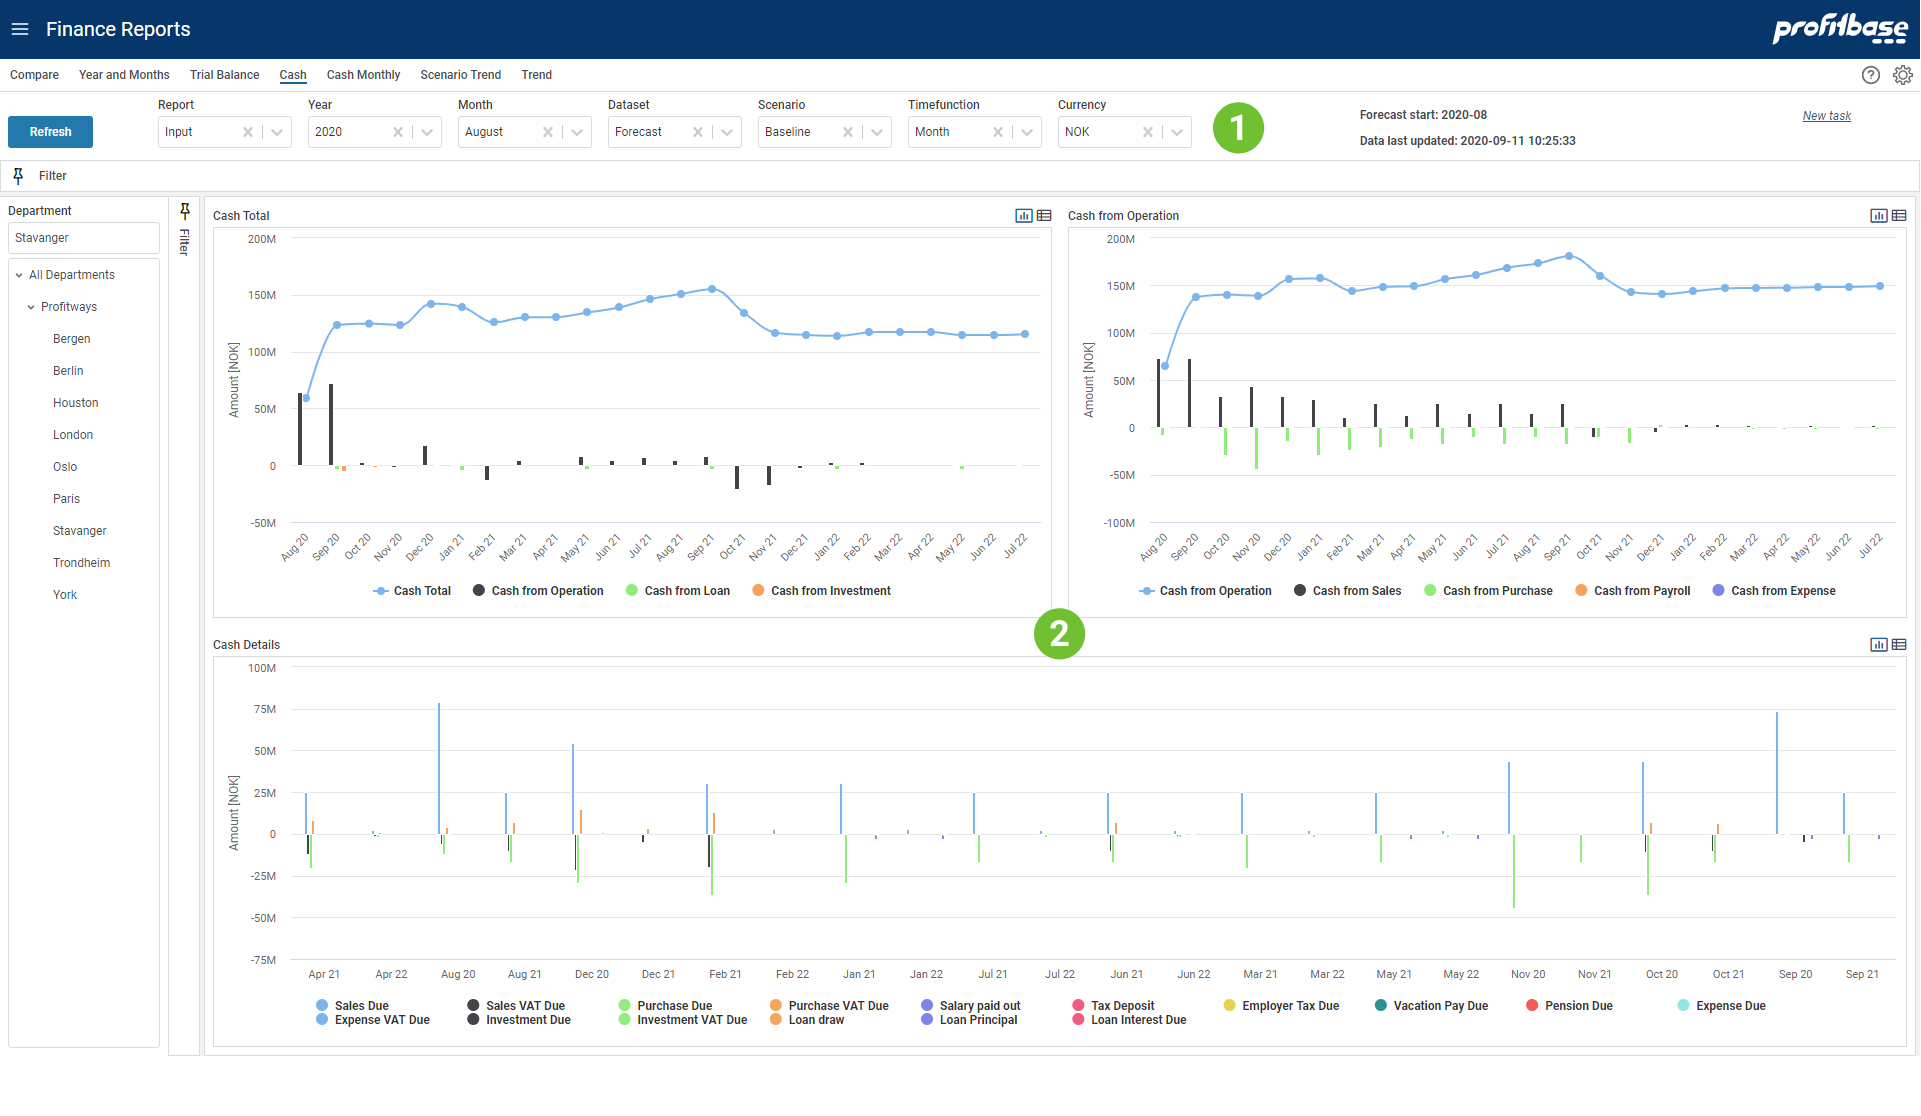 Finance Reports
profitbase
Compare Year and Months Trial Balance Cash Cash Monthly Scenario Trend Trend
Report Year Month Dataset Scenario Timefunction Currency
Refresh Input 2020 August Forecast Baseline Month NOK 1
Forecast start: 2020-08 New task
Data last updated: 2020-09-11 10:25:33
Filter
Department
Stavanger
All Departments
Profitways
Bergen
Berlin
Houston
London
Oslo
Paris
Stavanger
Trondheim
York
Filter
Cash Total
200M
150M
100M
50M
0
-50M
Amount [NOK]
Aug 20 Sep 20 Oct 20 Nov 20 Dec 20 Jan 21 Feb 21 Mar 21 Apr 21 May 21 Jun 21 Jul 21 Aug 21 Sep 21 Oct 21 Nov 21 Dec 21 Jan 22 Feb 22 Mar 22 Apr 22 May 22 Jun 22 Jul 22
Cash Total Cash from Operation Cash from Loan Cash from Investment
Cash from Operation
200M
150M
100M
50M
0
-50M
-100M
Amount [NOK]
Aug 20 Sep 20 Oct 20 Nov 20 Dec 20 Jan 21 Feb 21 Mar 21 Apr 21 May 21 Jun 21 Jul 21 Aug 21 Sep 21 Oct 21 Nov 21 Dec 21 Jan 22 Feb 22 Mar 22 Apr 22 May 22 Jun 22 Jul 22
Cash from Operation Cash from Sales Cash from Purchase Cash from Payroll Cash from Expense
2
Cash Details
100M
75M
50M
25M
0
-25M
-50M
-75M
Amount [NOK]
Apr 21 Apr 22 Aug 20 Aug 21 Dec 20 Dec 21 Feb 21 Feb 22 Jan 21 Jan 22 Jul 21 Jul 22 Jun 21 Jun 22 Mar 21 Mar 22 May 21 May 22 Nov 20 Nov 21 Oct 20 Oct 21 Sep 20 Sep 21
Sales Due Sales VAT Due Purchase Due Purchase VAT Due Salary paid out Tax Deposit Employer Tax Due Vacation Pay Due Pension Due Expense Due
Expense VAT Due Investment Due Investment VAT Due Loan draw Loan Principal Loan Interest Due